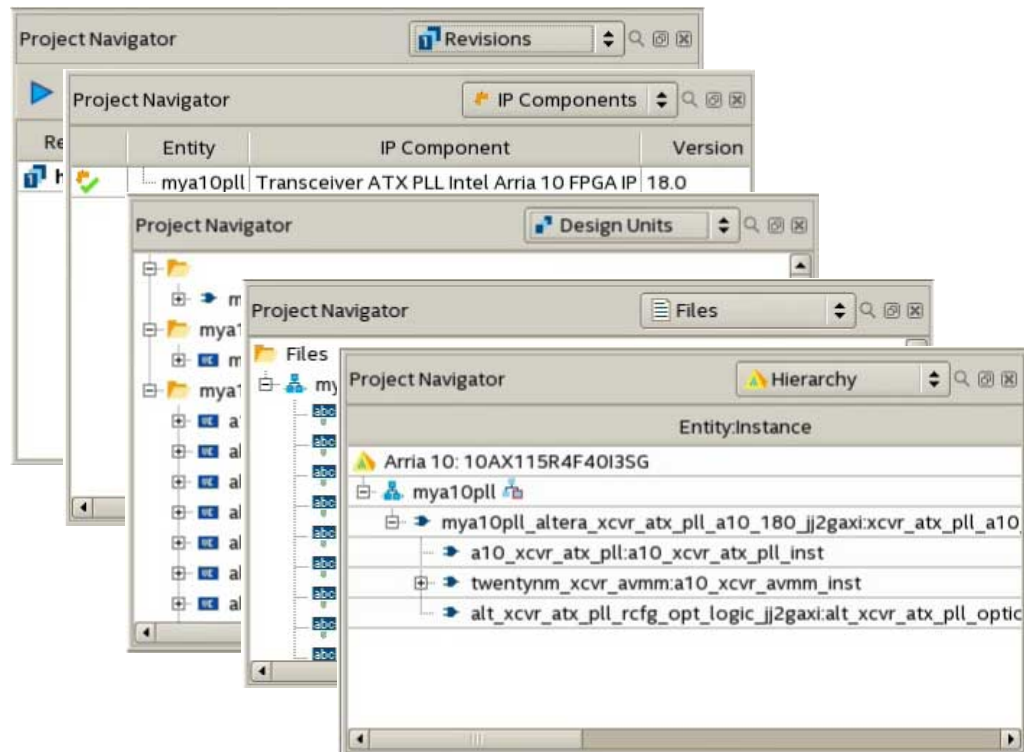 Project Navigator Revisions
Project Navigator IP Components
Entity IP Component Version
mya10pll Transceiver ATX PLL Intel Arria 10 FPGA IP 18.0
Project Navigator Design Units
Project Navigator Files
Files
Project Navigator Hierarchy
Entity:Instance
Arria 10: 10AX115R4F40I3SG
mya10pll
mya10pll_altera_xcvr_atx_pll_a10_180_jj2gaxi:xcvr_atx_pll_a10_
a10_xcvr_atx_pll:a10_xcvr_atx_pll_inst
twentynm_xcvr_avmm:a10_xcvr_avmm_inst
alt_xcvr_atx_pll_rcfg_opt_logic_jj2gaxi:alt_xcvr_atx_pll_optic